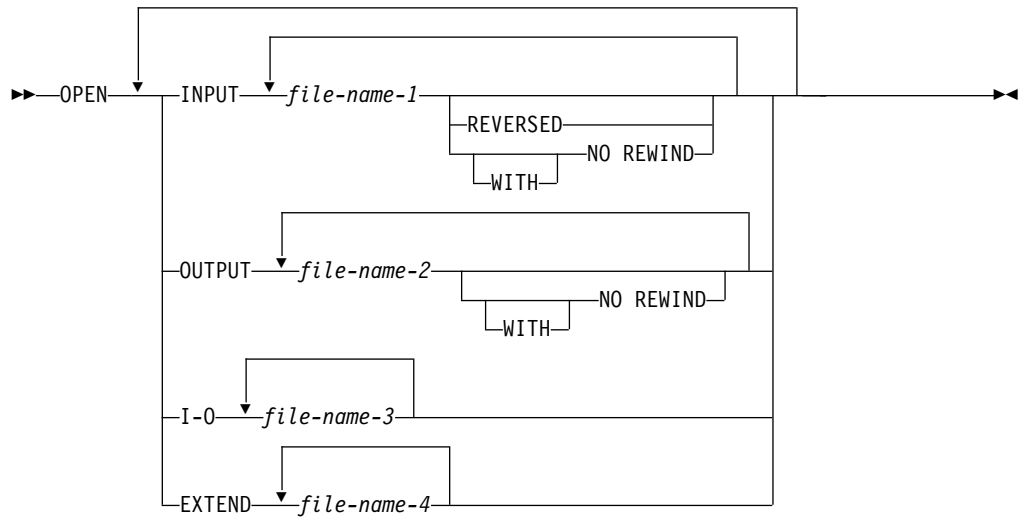 OPEN INPUT file-name-1
REVERSED
NO REWIND
WITH
OUTPUT file-name-2
NO REWIND
WITH
I-O file-name-3
EXTEND file-name-4